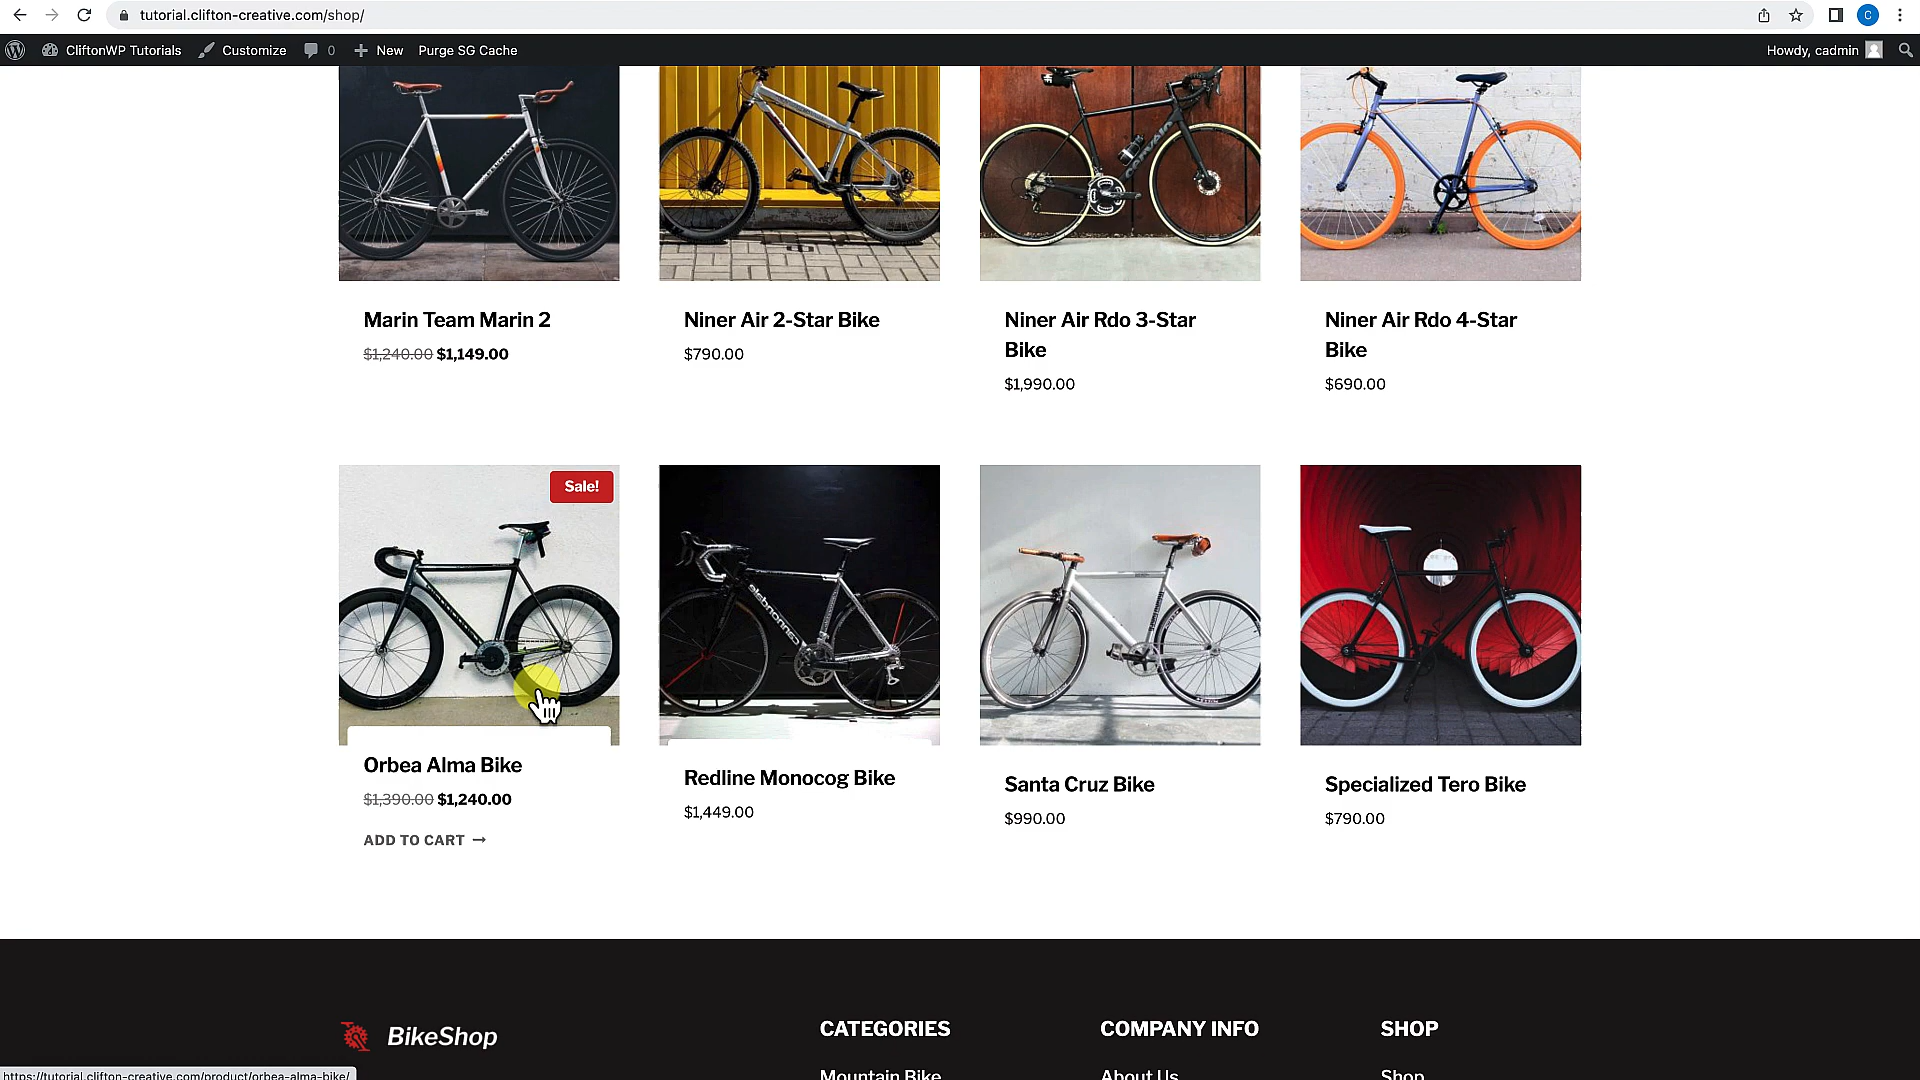 tutorial.clifton-creative.com/shop/
C
CliftonWP Tutorials
Customize
0
New
Purge SG Cache
Howdy, cadmin
Marin Team Marin 2
$1,240.00 $1,149.00
Niner Air 2-Star Bike
$790.00
Niner Air Rdo 3-Star
Bike
$1,990.00
Niner Air Rdo 4-Star
Bike
$690.00
Sale!
cannondale
Orbea Alma Bike
$1,390.00 $1,240.00
ADD TO CART →
Redline Monocog Bike
$1,449.00
Santa Cruz Bike
$990.00
Specialized Tero Bike
$790.00
BikeShop
CATEGORIES
Mountain Bike
COMPANY INFO
About Us
SHOP
Shop
https://tutorial.clifton-creative.com/product/orbea-alma-bike/